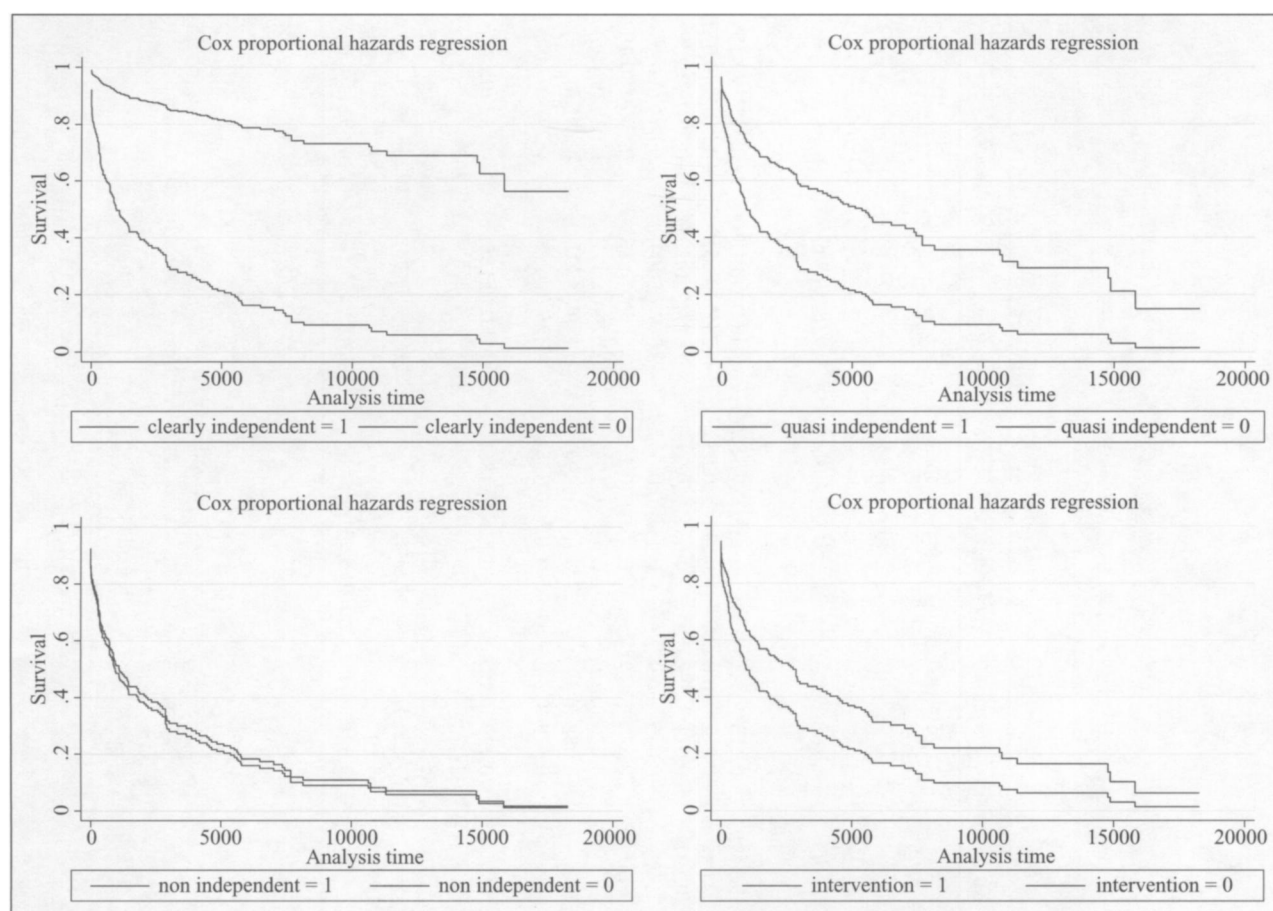 Cox proportional hazards regression
1
.8
.6
.4
.2
0
Survival
0 5000 10000 15000 20000
Analysis time
clearly independent = 1 clearly independent = 0
Cox proportional hazards regression
1
.8
.6
.4
.2
0
Survival
0 5000 10000 15000 20000
Analysis time
quasi independent = 1 quasi independent = 0
Cox proportional hazards regression
1
.8
.6
.4
.2
0
Survival
0 5000 10000 15000 20000
Analysis time
non independent = 1 non independent = 0
Cox proportional hazards regression
1
.8
.6
.4
.2
0
Survival
0 5000 10000 15000 20000
Analysis time
intervention = 1 intervention = 0